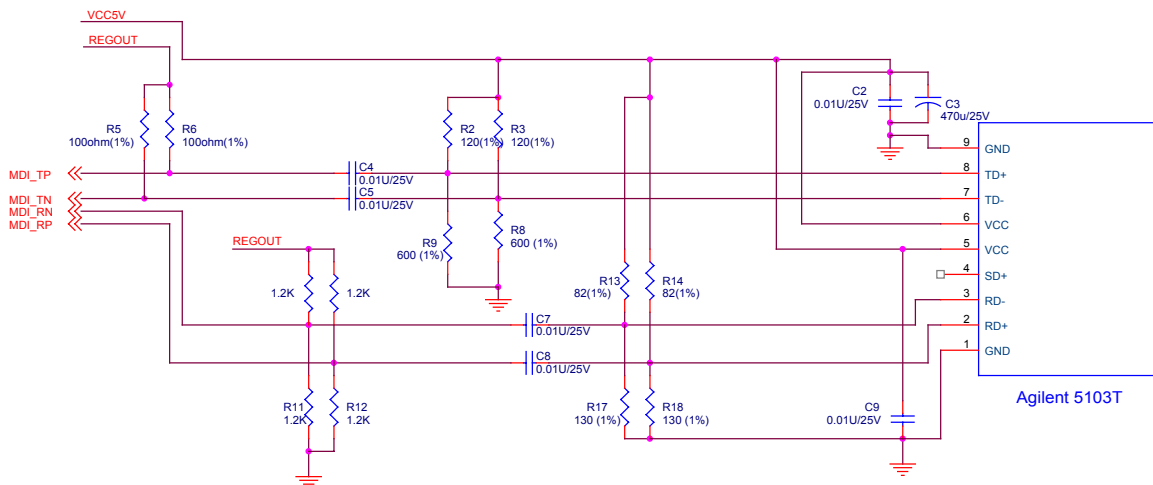 VCC5V
REGOUT
C2
0.01U/25V
C3
470u/25V
R5
100ohm(1%)
R6
100ohm(1%)
R2
120(1%)
R3
120(1%)
9
GND
MDI_TP
C4
0.01U/25V
8
TD+
MDI_TN
C5
0.01U/25V
7
TD-
MDI_RN
MDI_RP
6
VCC
REGOUT
R9
600 (1%)
R8
600 (1%)
5
VCC
4
SD+
1.2K
1.2K
R13
82(1%)
R14
82(1%)
3
RD-
C7
0.01U/25V
2
RD+
C8
0.01U/25V
1
GND
R11
1.2K
R12
1.2K
R17
130 (1%)
R18
130 (1%)
C9
0.01U/25V
Agilent 5103T